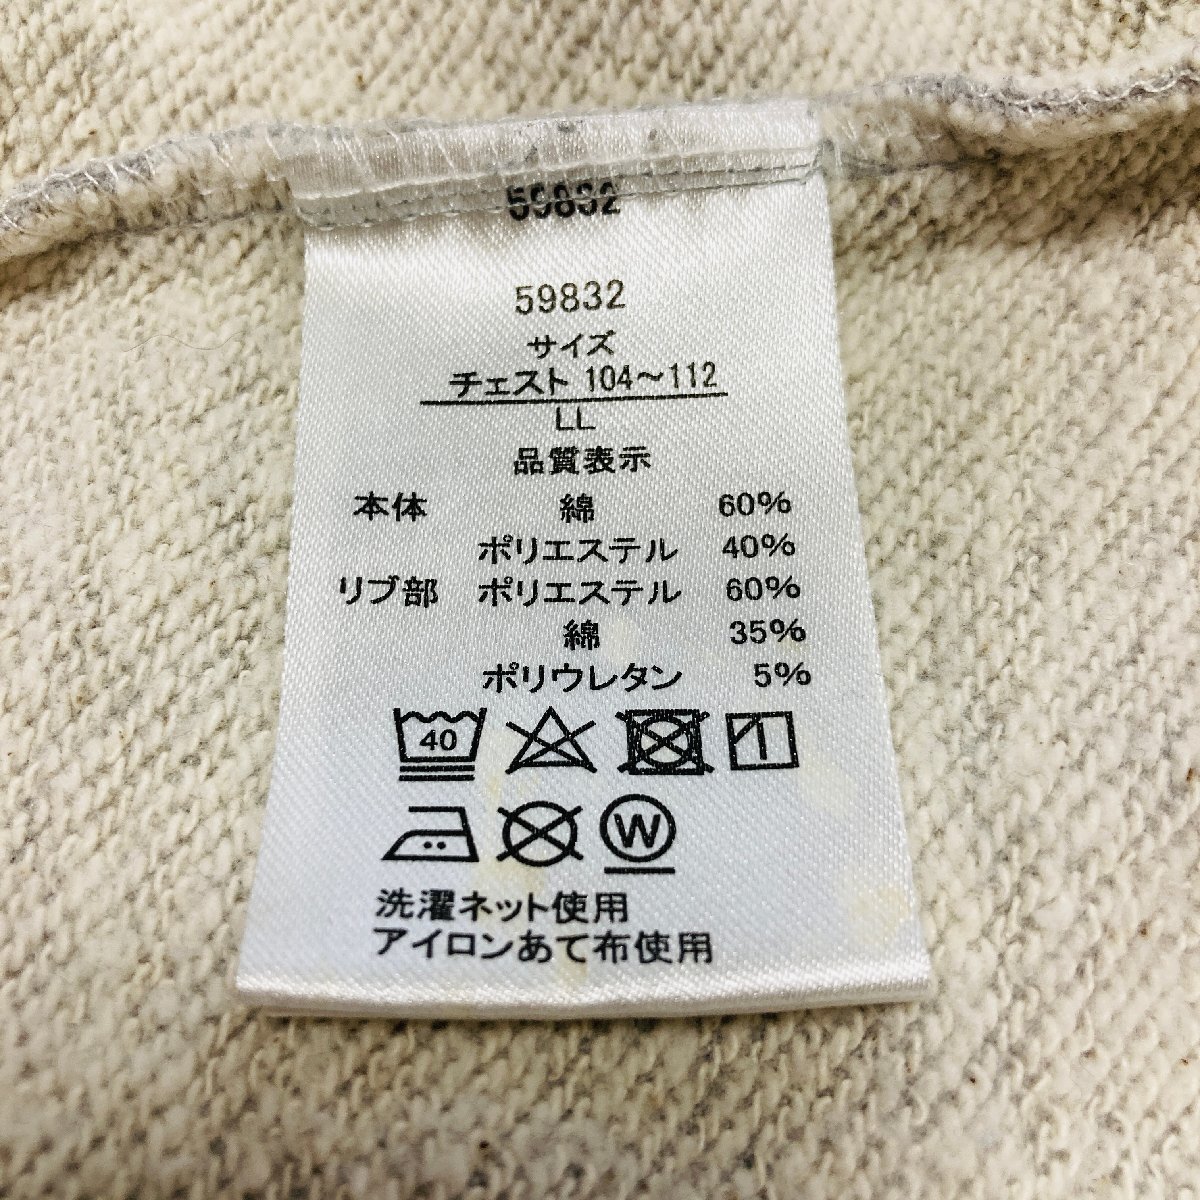 59832
59832
サイズ
チェスト 104～112
LL
品質表示
本体 綿 60%
ポリエステル 40%
リブ部 ポリエステル 60%
綿 35%
ポリウレタン 5%
40
W
洗濯ネット使用
アイロンあて布使用